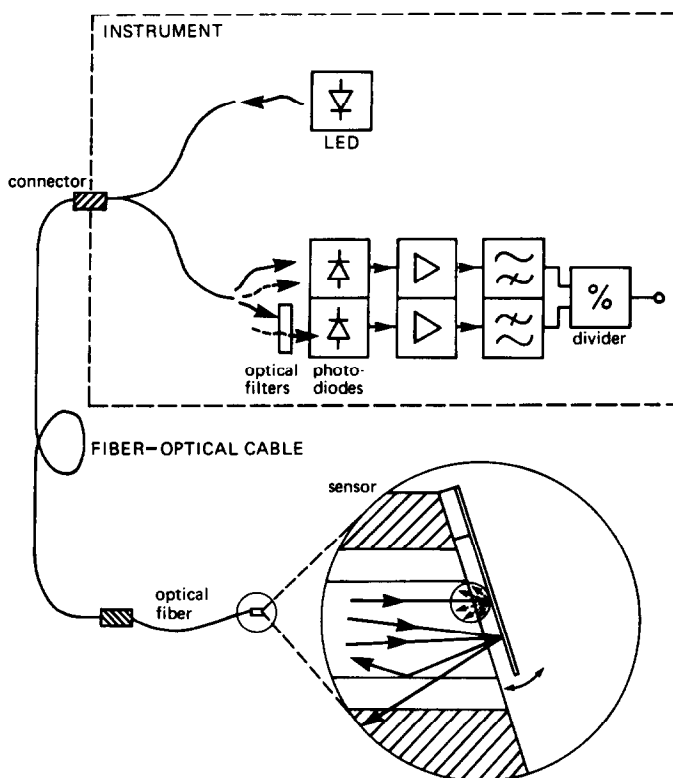 INSTRUMENT
LED
connector
%
divider
optical
filters
photo-
diodes
FIBER-OPTICAL CABLE
sensor
optical
fiber